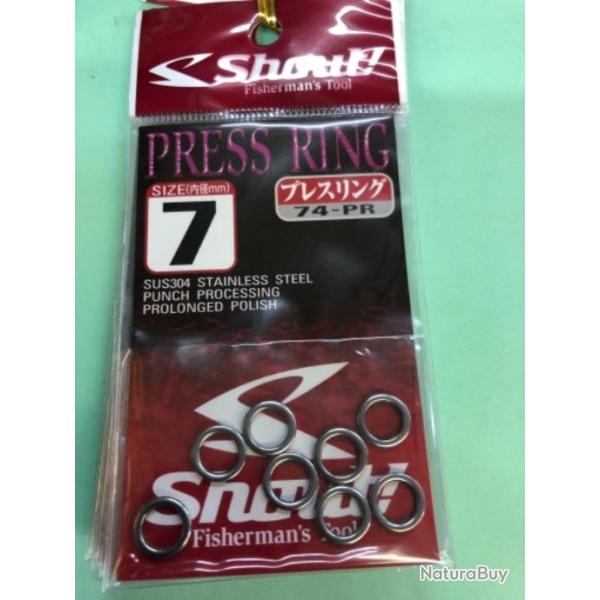 Shout!
Fisherman's Tool
PRESS RING
SIZE(内径mm)
7
プレスリング
74-PR
SUS304 STAINLESS STEEL
PUNCH PROCESSING
PROLONGED POLISH
Shout!
Fisherman's Tool
NaturaBuy